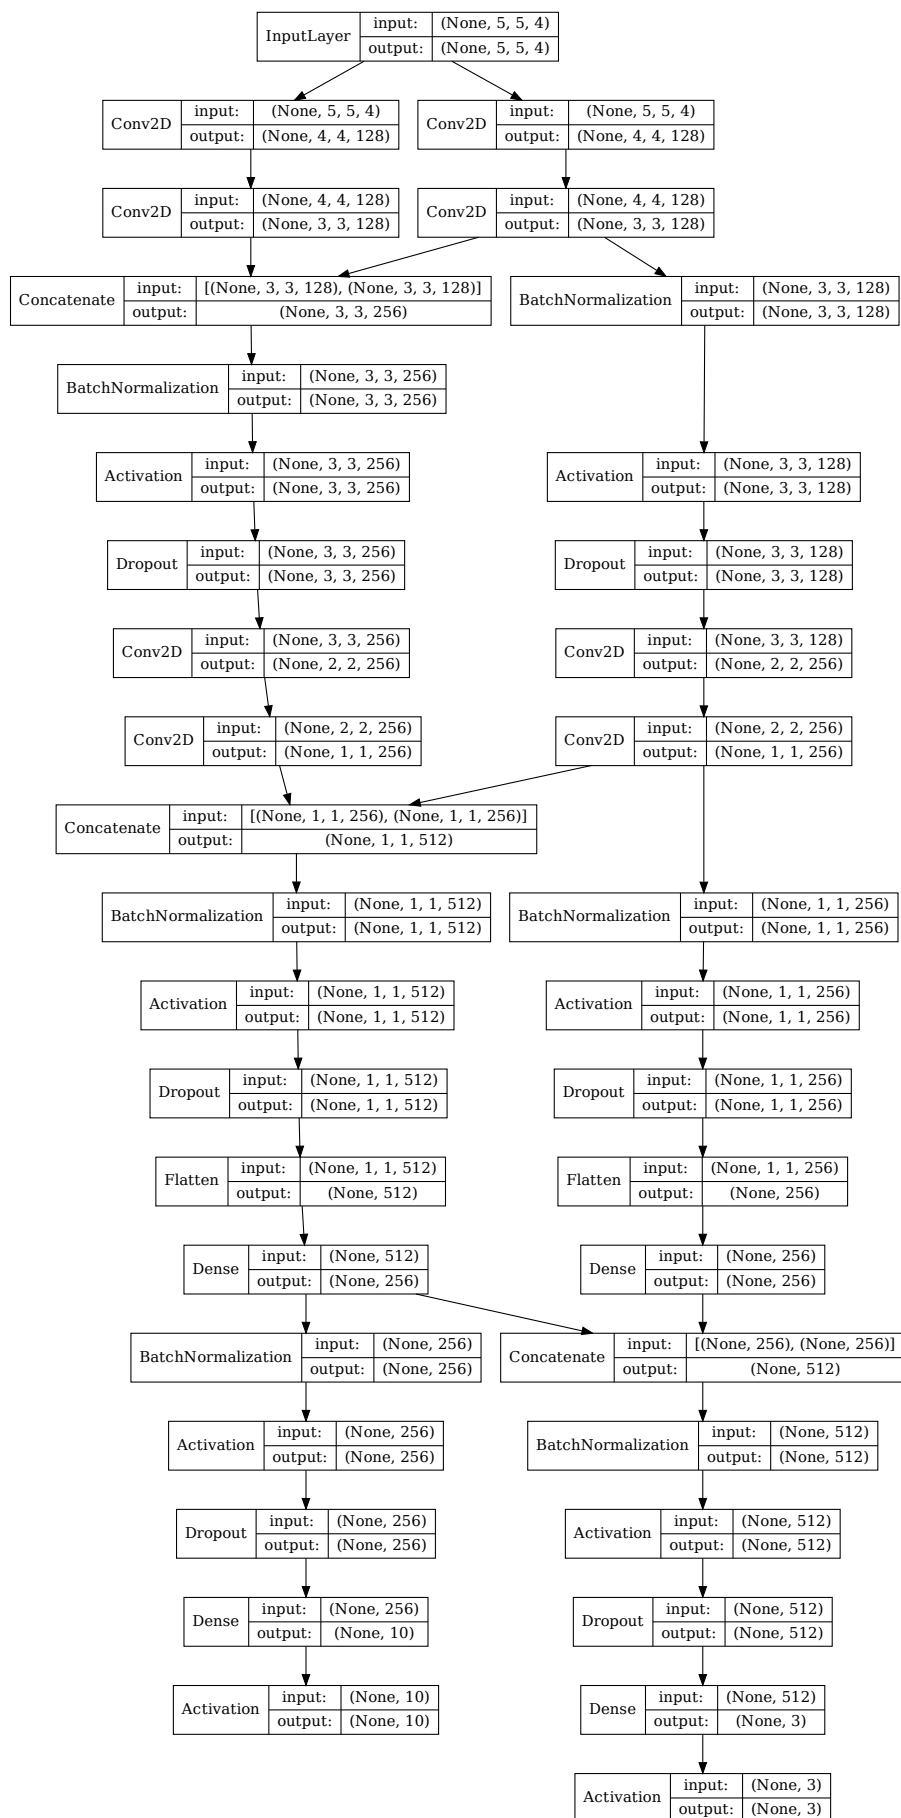 InputLayer input: (None, 5, 5, 4)
output: (None, 5, 5, 4)
Conv2D input: (None, 5, 5, 4)
output: (None, 4, 4, 128)
Conv2D input: (None, 5, 5, 4)
output: (None, 4, 4, 128)
Conv2D input: (None, 4, 4, 128)
output: (None, 3, 3, 128)
Conv2D input: (None, 4, 4, 128)
output: (None, 3, 3, 128)
Concatenate input: [(None, 3, 3, 128), (None, 3, 3, 128)]
output: (None, 3, 3, 256)
BatchNormalization input: (None, 3, 3, 128)
output: (None, 3, 3, 128)
BatchNormalization input: (None, 3, 3, 256)
output: (None, 3, 3, 256)
Activation input: (None, 3, 3, 256)
output: (None, 3, 3, 256)
Activation input: (None, 3, 3, 128)
output: (None, 3, 3, 128)
Dropout input: (None, 3, 3, 256)
output: (None, 3, 3, 256)
Dropout input: (None, 3, 3, 128)
output: (None, 3, 3, 128)
Conv2D input: (None, 3, 3, 256)
output: (None, 2, 2, 256)
Conv2D input: (None, 3, 3, 128)
output: (None, 2, 2, 256)
Conv2D input: (None, 2, 2, 256)
output: (None, 1, 1, 256)
Conv2D input: (None, 2, 2, 256)
output: (None, 1, 1, 256)
Concatenate input: [(None, 1, 1, 256), (None, 1, 1, 256)]
output: (None, 1, 1, 512)
BatchNormalization input: (None, 1, 1, 512)
output: (None, 1, 1, 512)
BatchNormalization input: (None, 1, 1, 256)
output: (None, 1, 1, 256)
Activation input: (None, 1, 1, 512)
output: (None, 1, 1, 512)
Activation input: (None, 1, 1, 256)
output: (None, 1, 1, 256)
Dropout input: (None, 1, 1, 512)
output: (None, 1, 1, 512)
Dropout input: (None, 1, 1, 256)
output: (None, 1, 1, 256)
Flatten input: (None, 1, 1, 512)
output: (None, 512)
Flatten input: (None, 1, 1, 256)
output: (None, 256)
Dense input: (None, 512)
output: (None, 256)
Dense input: (None, 256)
output: (None, 256)
BatchNormalization input: (None, 256)
output: (None, 256)
Concatenate input: [(None, 256), (None, 256)]
output: (None, 512)
Activation input: (None, 256)
output: (None, 256)
BatchNormalization input: (None, 512)
output: (None, 512)
Dropout input: (None, 256)
output: (None, 256)
Activation input: (None, 512)
output: (None, 512)
Dense input: (None, 256)
output: (None, 10)
Dropout input: (None, 512)
output: (None, 512)
Activation input: (None, 10)
output: (None, 10)
Dense input: (None, 512)
output: (None, 3)
Activation input: (None, 3)
output: (None, 3)